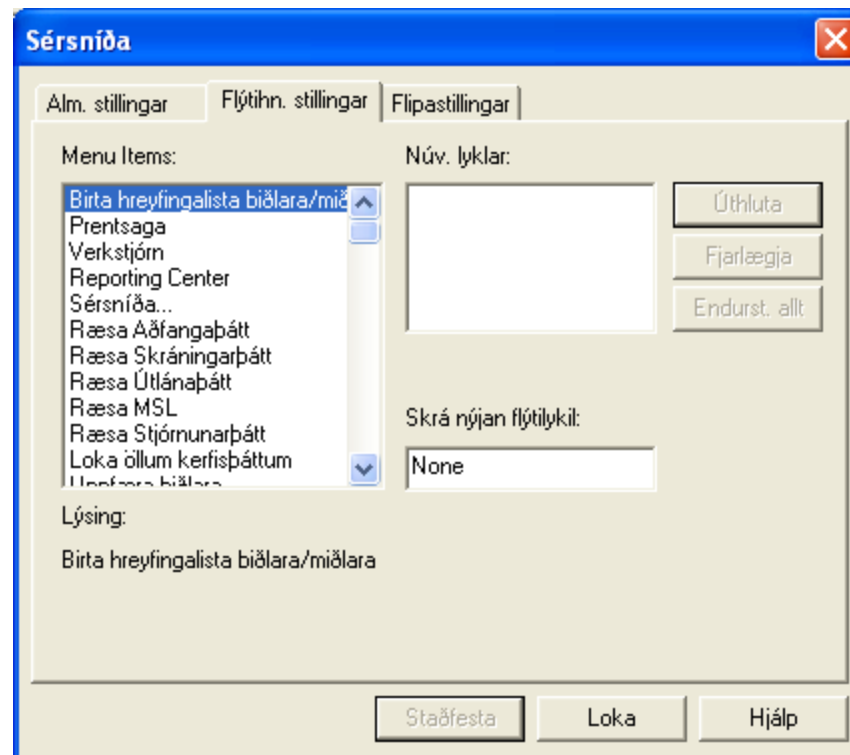 Sérsníða
Alm. stillingar
Flýtihn. stillingar
Flipastillingar
Menu Items:
Birta hreyfingalista biðlara/mið
Prentsaga
Verkstjórn
Reporting Center
Sérsníða...
Ræsa Aðfangaþátt
Ræsa Skráningarþátt
Ræsa Útlánaþátt
Ræsa MSL
Ræsa Stjórnunarþátt
Loka öllum kerfisþáttum
Uppfæra biðlara
Núv. lyklar:
Úthluta
Fjarlægja
Endurst. allt
Skrá nýjan flýtilykil:
None
Lýsing:
Birta hreyfingalista biðlara/miðlara
Staðfesta
Loka
Hjálp